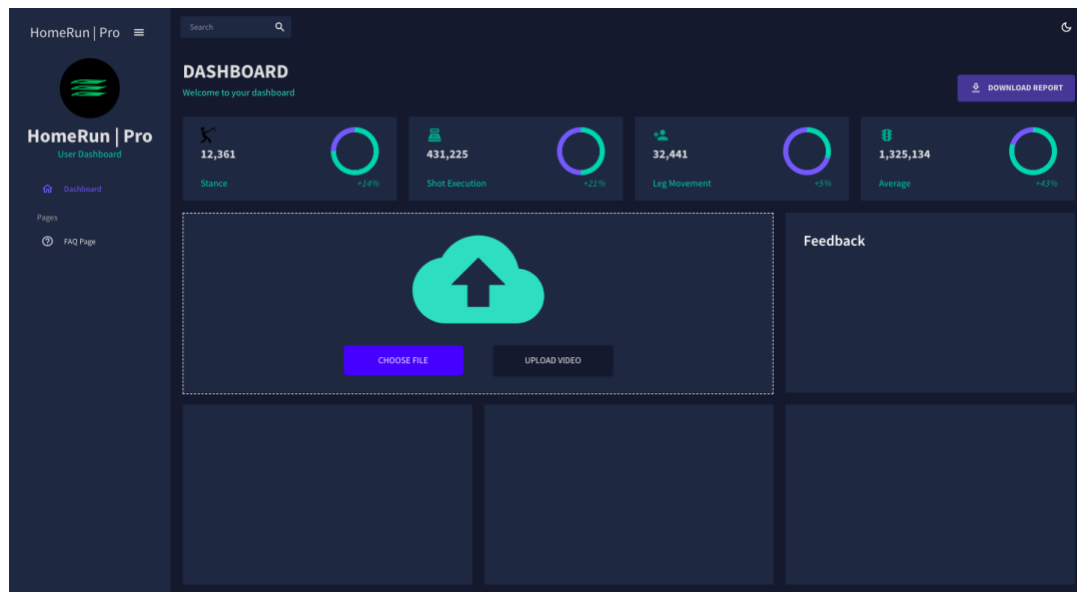 HomeRun | Pro
HomeRun | Pro
User Dashboard
Dashboard
Pages
FAQ Page
Search
DASHBOARD
Welcome to your dashboard
DOWNLOAD REPORT
12,361
Stance
+14%
431,225
Shot Execution
+21%
32,441
Leg Movement
+5%
1,325,134
Average
+43%
CHOOSE FILE
UPLOAD VIDEO
Feedback